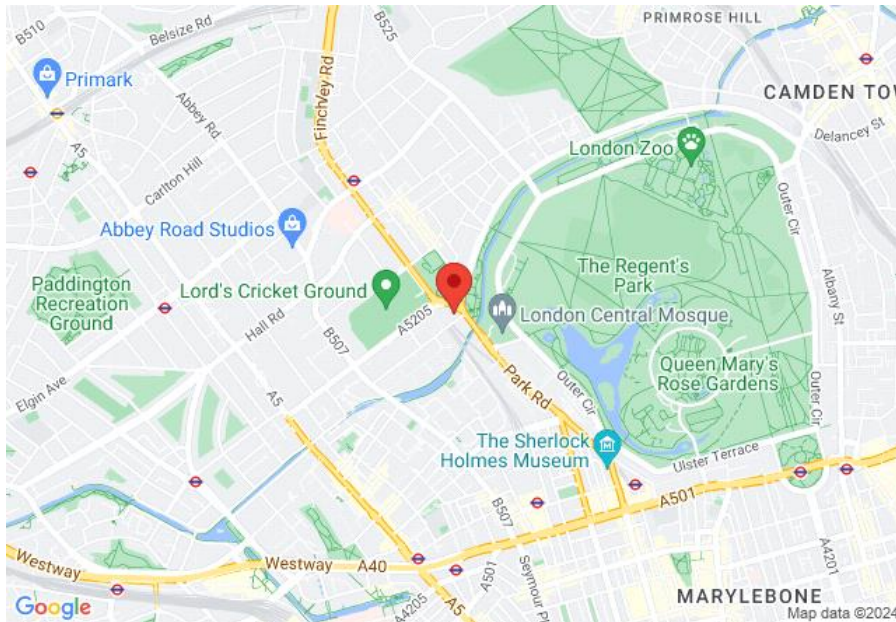 B510
Belsize Rd
B525
PRIMROSE HILL
Primark
Finchley Rd
CAMDEN TOW
Abbey Rd
A5
Delancey St
London Zoo
Carlton Hill
Outer Cir
Abbey Road Studios
Paddington
Recreation
Ground
Lord's Cricket Ground
The Regent's
Park
Albany St
Hall Rd
B507
A5205
London Central Mosque
Queen Mary's
Rose Gardens
Elgin Ave
A5
Park Rd
Outer Cir
Outer Cir
The Sherlock
Holmes Museum
Ulster Terrace
A501
B507
Westway
Westway
A40
A501
Seymour Pl
A4201
A4205
A5
MARYLEBONE
Google
Map data ©2024